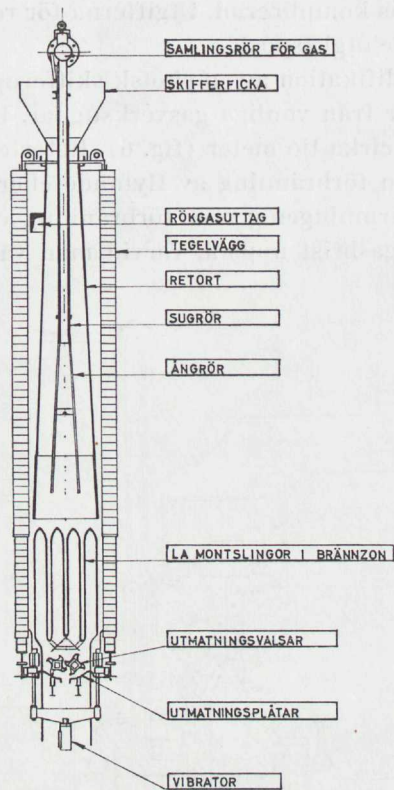 SAMLINGSRÖR FÖR GAS
SKIFFERFICKA
RÖKGASUTTAG
TEGELVÄGG
RETORT
SUGRÖR
ÅNGRÖR
LA MONTSLINGOR I BRÄNNZON
UTMATNINGSVALSAR
UTMATNINGSPLÅTAR
VIBRATOR